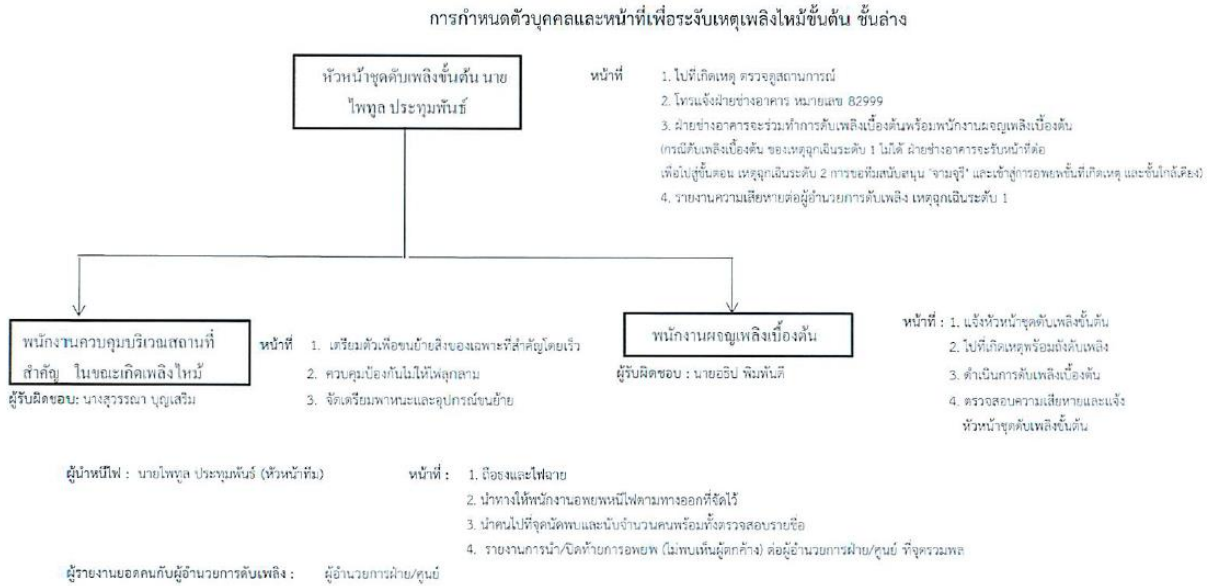 การกำหนดตัวบุคคลและหน้าที่เพื่อระงับเหตุเพลิงไหม้ขั้นต้น ชั้นล่าง
หัวหน้าชุดดับเพลิงขั้นต้น นาย
ไพทูล ประทุมพันธ์
หน้าที่ 1. ไปที่เกิดเหตุ ตรวจดูสถานการณ์
2. โทรแจ้งฝ่ายช่างอาคาร หมายเลข 82999
3. ฝ่ายช่างอาคารจะร่วมทำการดับเพลิงเบื้องต้นพร้อมพนักงานผจญเพลิงเบื้องต้น
(กรณีดับเพลิงเบื้องต้น ของเหตุฉุกเฉินระดับ 1 ไม่ได้ ฝ่ายช่างอาคารจะรับหน้าที่ต่อ
เพื่อไปสู่ขั้นตอน เหตุฉุกเฉินระดับ 2 การขอทีมสนับสนุน "จามจุรี" และเข้าสู่การอพยพชั้นที่เกิดเหตุ และชั้นใกล้เคียง)
4. รายงานความเสียหายต่อผู้อำนวยการดับเพลิง เหตุฉุกเฉินระดับ 1
พนักงานควบคุมบริเวณสถานที่
สำคัญ ในขณะเกิดเพลิงไหม้
ผู้รับผิดชอบ: นางสุวรรณา บุญเสริม
หน้าที่ 1. เตรียมตัวเพื่อขนย้ายสิ่งของเฉพาะที่สำคัญโดยเร็ว
2. ควบคุมป้องกันไม่ให้ไฟลุกลาม
3. จัดเตรียมพาหนะและอุปกรณ์ขนย้าย
พนักงานผจญเพลิงเบื้องต้น
ผู้รับผิดชอบ : นายอธิป พิมพันดี
หน้าที่ : 1. แจ้งหัวหน้าชุดดับเพลิงขั้นต้น
2. ไปที่เกิดเหตุพร้อมถังดับเพลิง
3. ดำเนินการดับเพลิงเบื้องต้น
4. ตรวจสอบความเสียหายและแจ้ง
หัวหน้าชุดดับเพลิงขั้นต้น
ผู้นำหนีไฟ : นายไพทูล ประทุมพันธ์ (หัวหน้าทีม)
หน้าที่ : 1. ถือธงและไฟฉาย
2. นำทางให้พนักงานอพยพหนีไฟตามทางออกที่จัดไว้
3. นำคนไปที่จุดนัดพบและนับจำนวนคนพร้อมทั้งตรวจสอบรายชื่อ
4. รายงานการนำ/ปิดท้ายการอพยพ (ไม่พบเห็นผู้ตกค้าง) ต่อผู้อำนวยการฝ่าย/ศูนย์ ที่จุดรวมพล
ผู้รายงานยอดคนกับผู้อำนวยการดับเพลิง : ผู้อำนวยการฝ่าย/ศูนย์